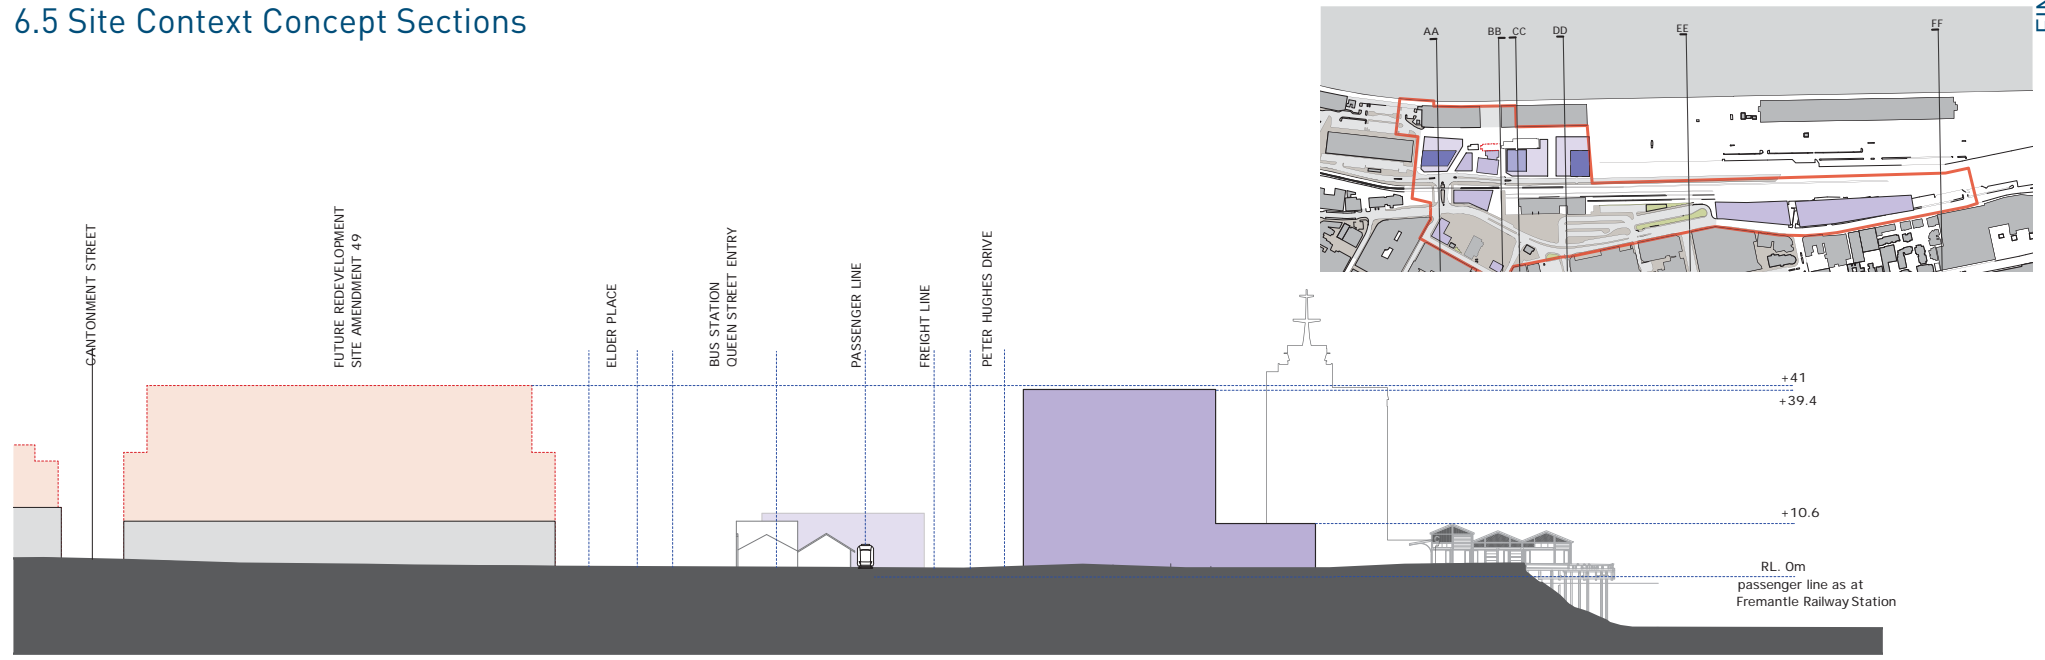 6.5 Site Context Concept Sections
AA
BB
CC
DD
EE
FF
CANTONMENT STREET
FUTURE REDEVELOPMENT
SITE AMENDMENT 49
ELDER PLACE
BUS STATION
QUEEN STREET ENTRY
PASSENGER LINE
FREIGHT LINE
PETER HUGHES DRIVE
+41
+39.4
+10.6
RL. 0m
passenger line as at
Fremantle Railway Station